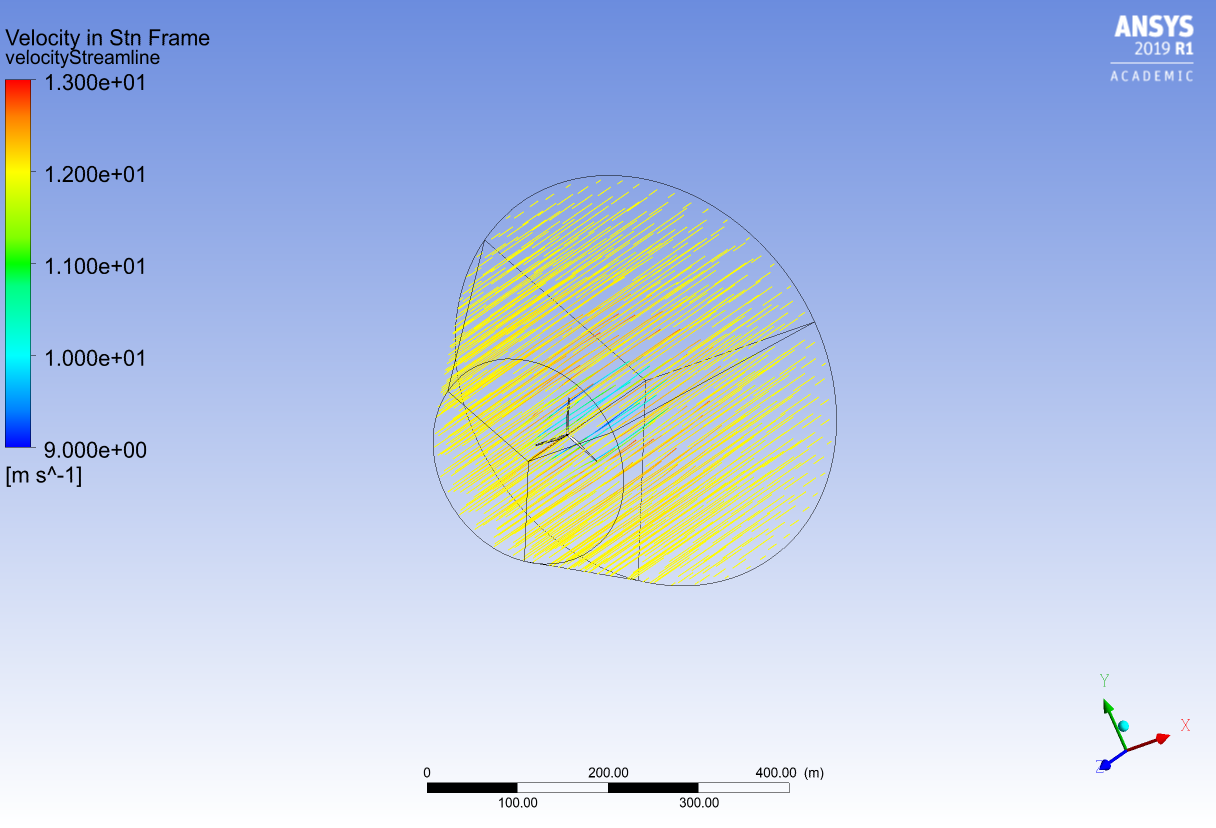 Velocity in Stn Frame
velocityStreamline
1.300e+01
1.200e+01
1.100e+01
1.000e+01
9.000e+00
[m s^-1]
ANSYS
2019 R1
ACADEMIC
Y
X
Z
0 200.00 400.00 (m)
100.00 300.00